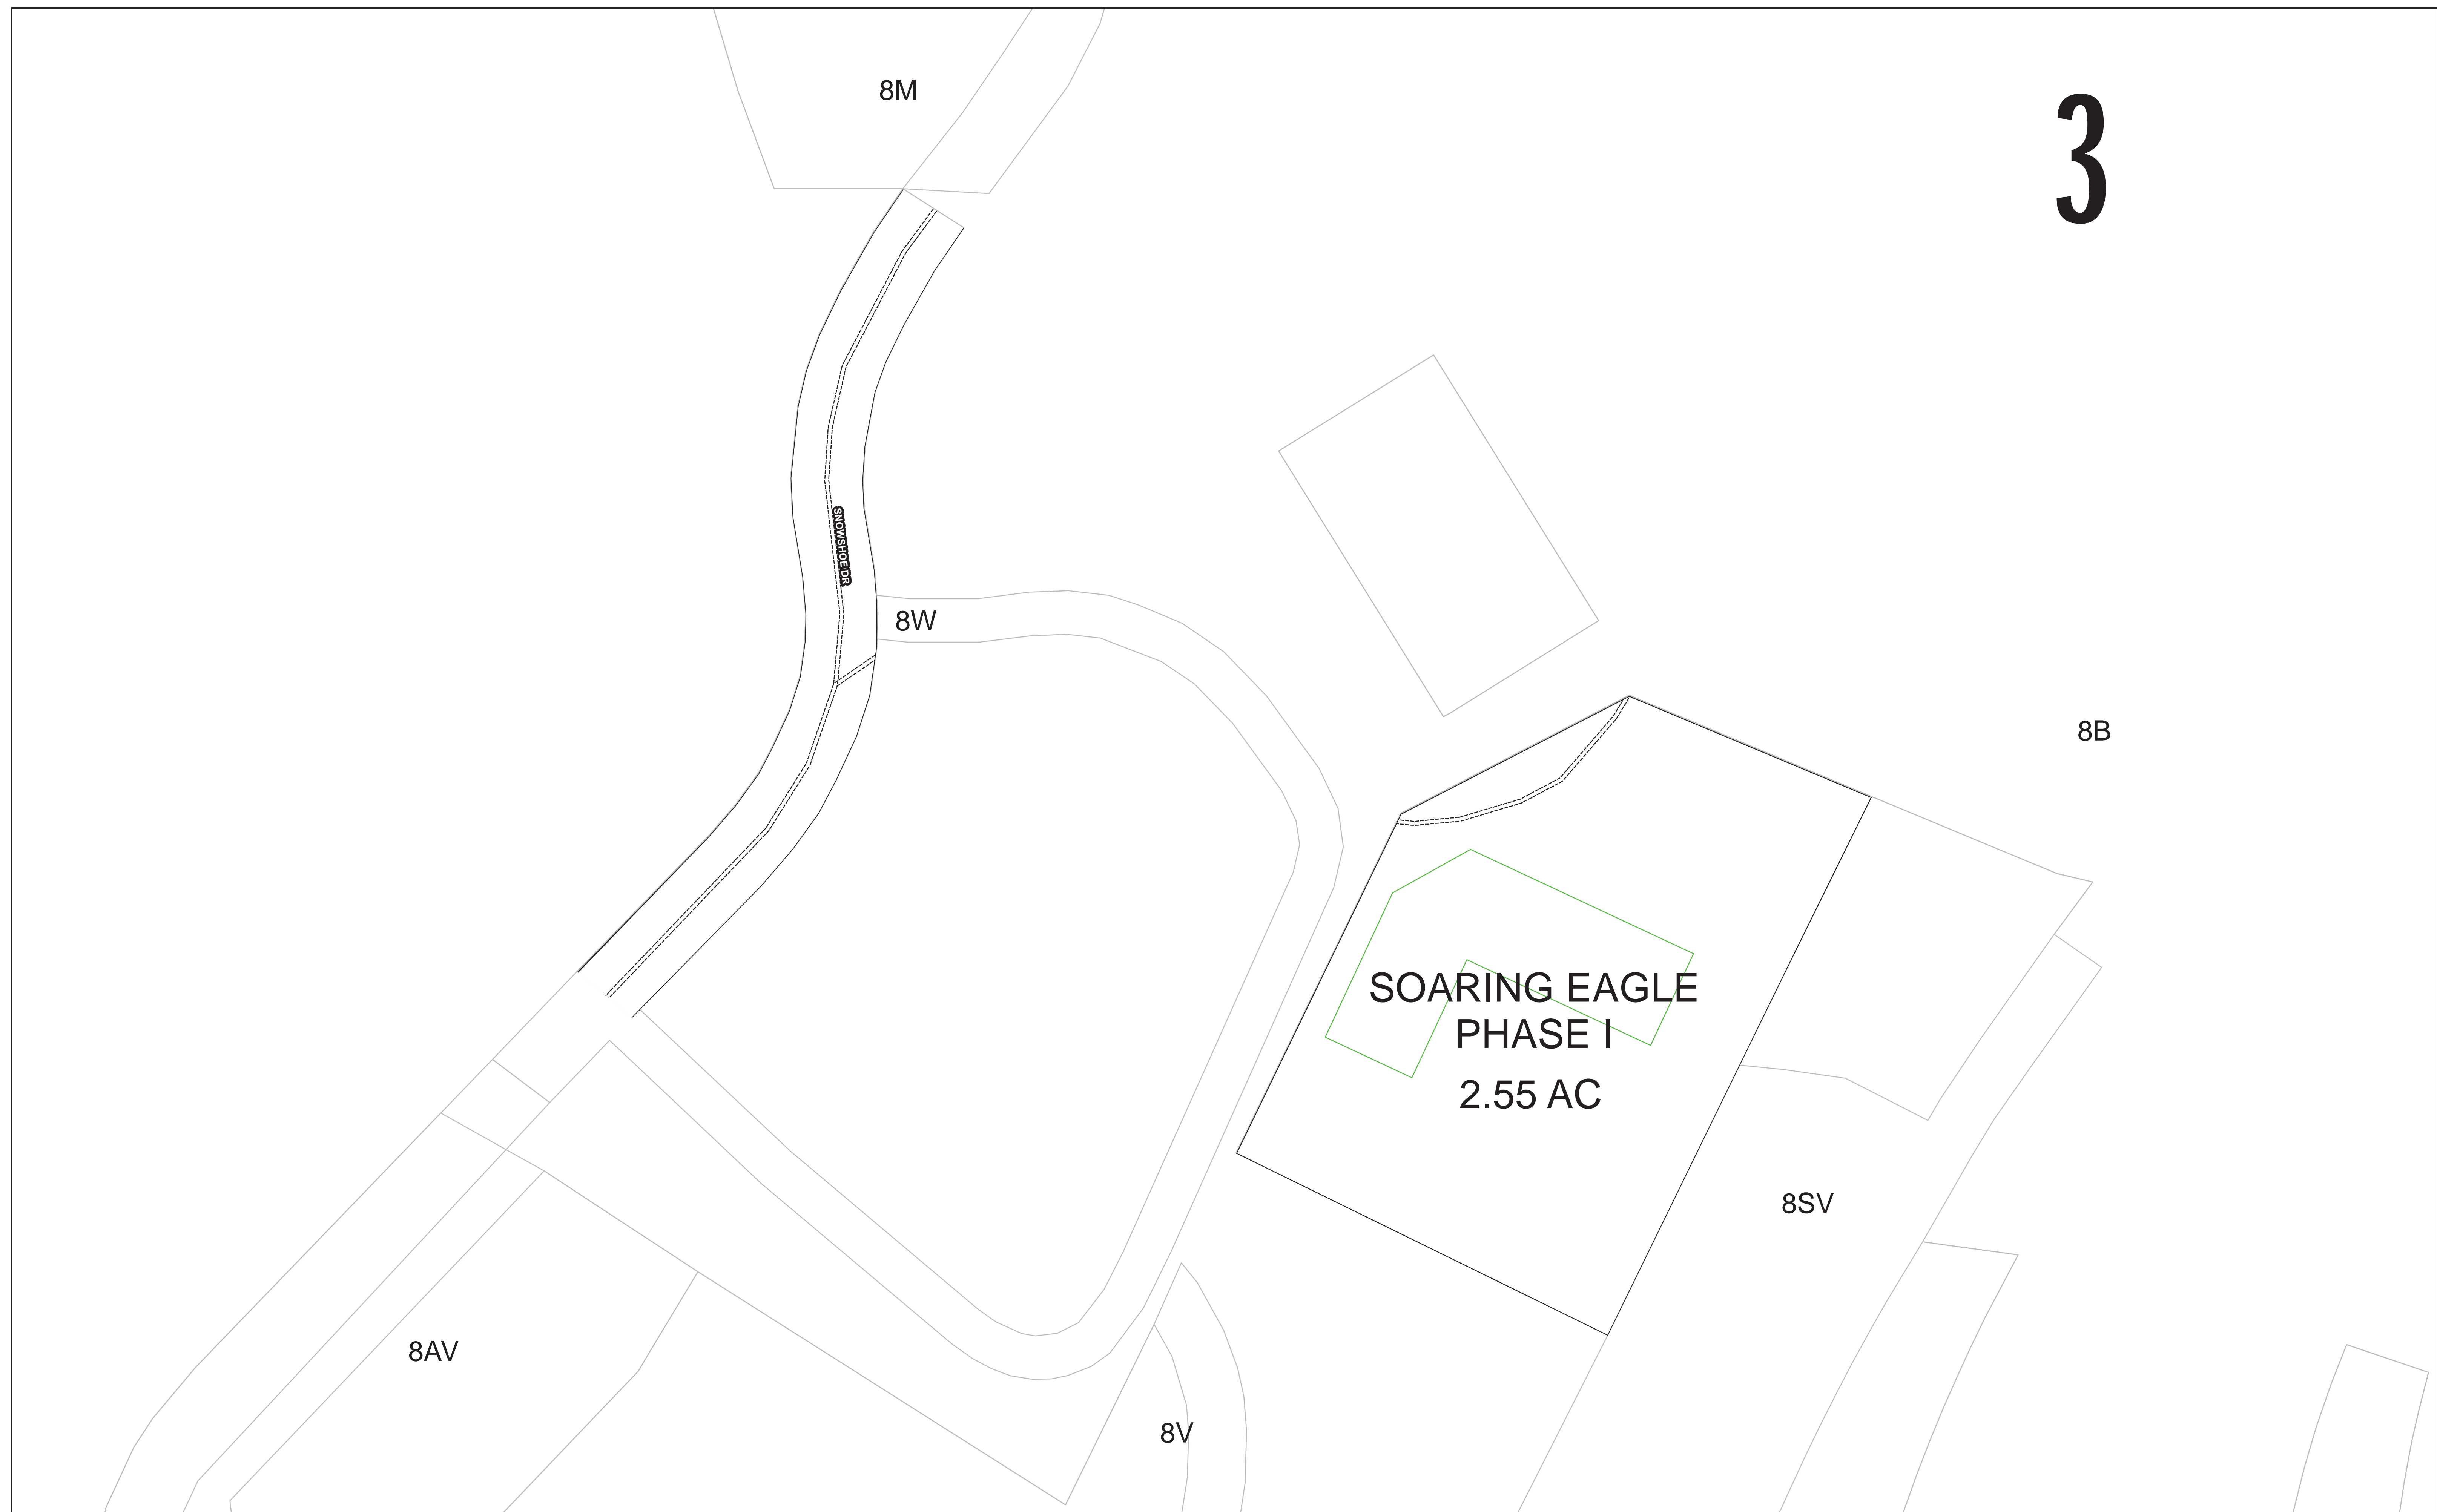 8M
3
SNOWSHOE DR
8W
8B
SOARING EAGLE
PHASE I
2.55 AC
8SV
8AV
8V